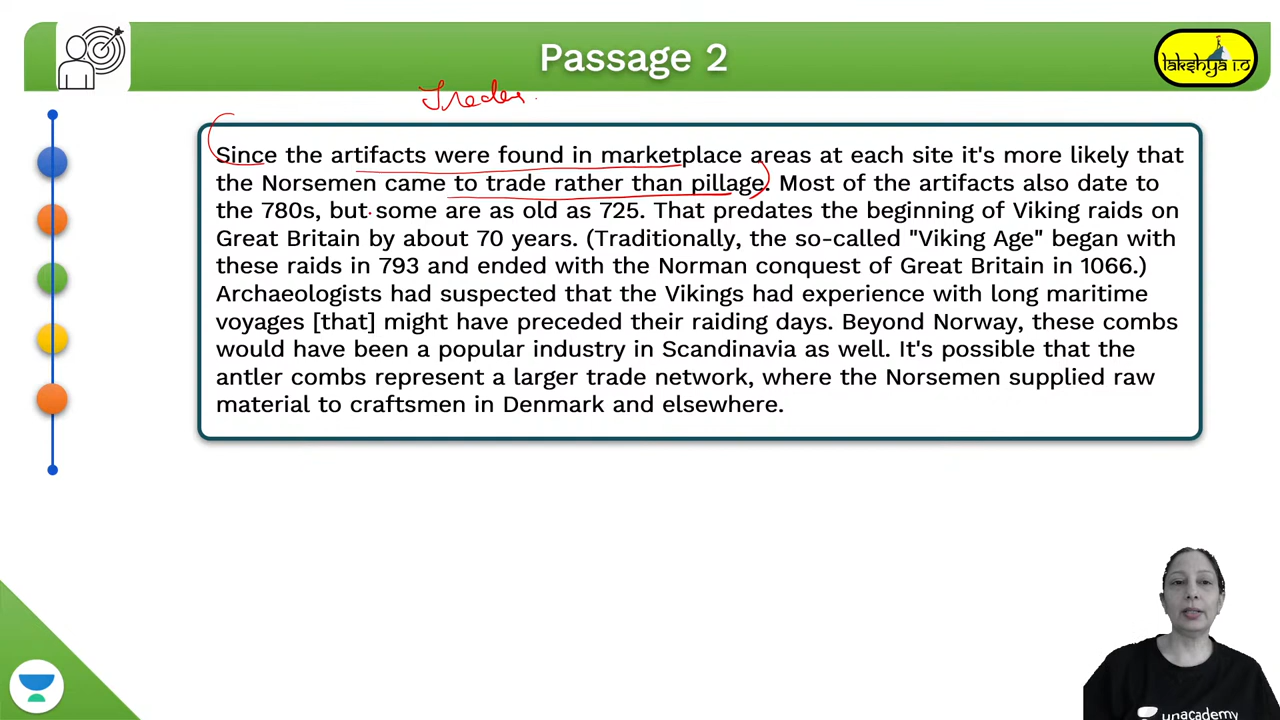 Passage 2
lakshya 1.0
Trader
Since the artifacts were found in marketplace areas at each site it's more likely that
the Norsemen came to trade rather than pillage. Most of the artifacts also date to
the 780s, but some are as old as 725. That predates the beginning of Viking raids on
Great Britain by about 70 years. (Traditionally, the so-called "Viking Age" began with
these raids in 793 and ended with the Norman conquest of Great Britain in 1066.)
Archaeologists had suspected that the Vikings had experience with long maritime
voyages [that] might have preceded their raiding days. Beyond Norway, these combs
would have been a popular industry in Scandinavia as well. It's possible that the
antler combs represent a larger trade network, where the Norsemen supplied raw
material to craftsmen in Denmark and elsewhere.
unacademy